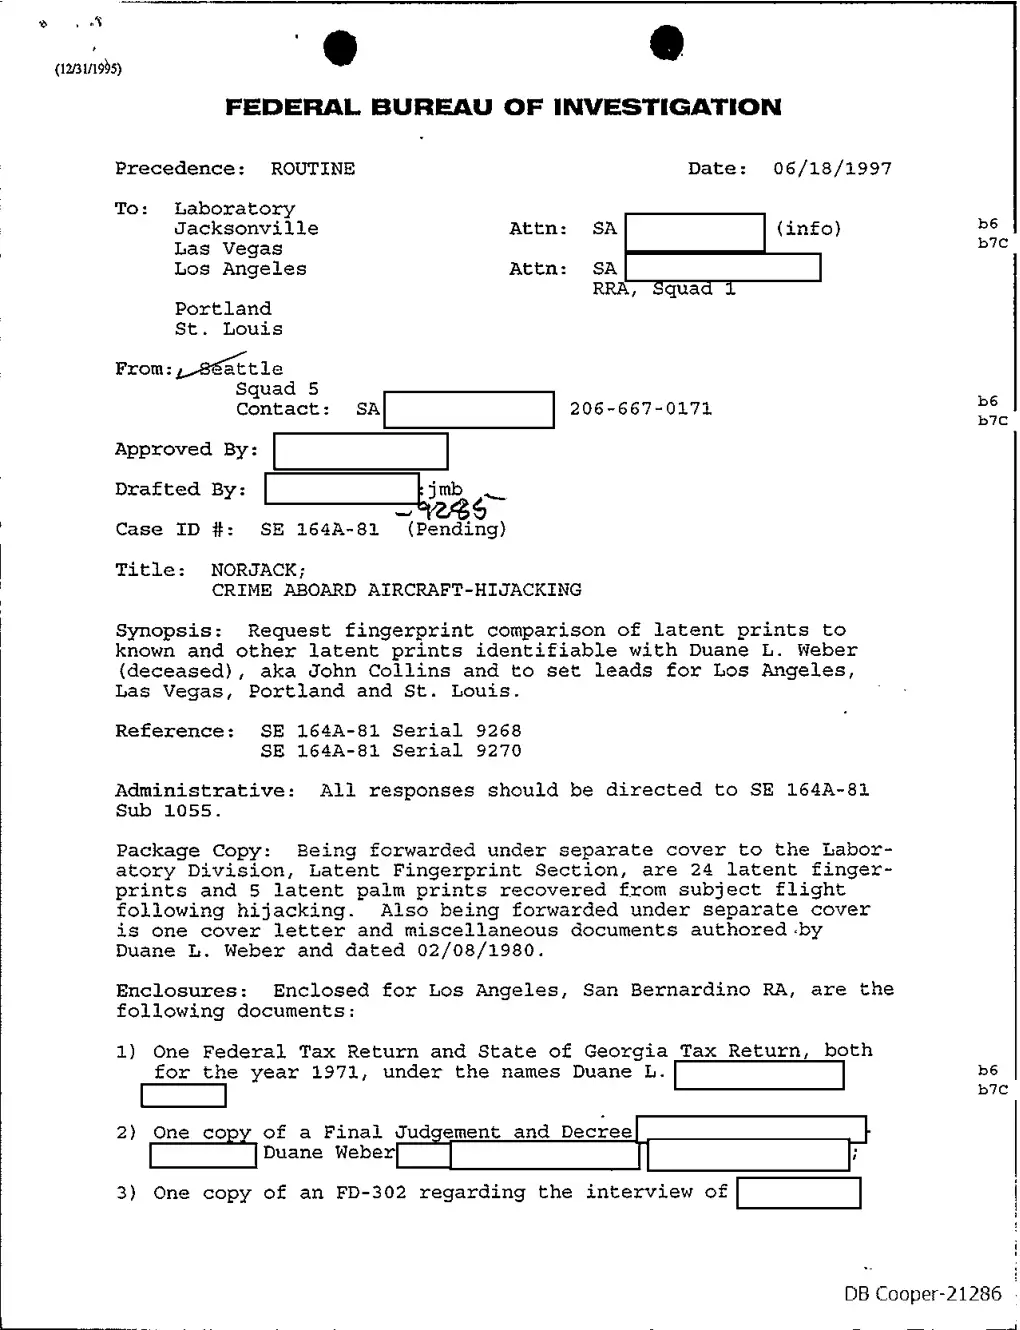 (12/31/1995)
FEDERAL BUREAU OF INVESTIGATION
Precedence: ROUTINE Date: 06/18/1997
To: Laboratory
Jacksonville Attn: SA (info) b6
Las Vegas b7C
Los Angeles Attn: SA
RRA, Squad 1
Portland
St. Louis
From: Seattle
Squad 5
Contact: SA 206-667-0171 b6
b7C
Approved By:
Drafted By: :jmb
-9285
Case ID #: SE 164A-81 (Pending)
Title: NORJACK;
CRIME ABOARD AIRCRAFT-HIJACKING
Synopsis: Request fingerprint comparison of latent prints to
known and other latent prints identifiable with Duane L. Weber
(deceased), aka John Collins and to set leads for Los Angeles,
Las Vegas, Portland and St. Louis.
Reference: SE 164A-81 Serial 9268
SE 164A-81 Serial 9270
Administrative: All responses should be directed to SE 164A-81
Sub 1055.
Package Copy: Being forwarded under separate cover to the Labor-
atory Division, Latent Fingerprint Section, are 24 latent finger-
prints and 5 latent palm prints recovered from subject flight
following hijacking. Also being forwarded under separate cover
is one cover letter and miscellaneous documents authored by
Duane L. Weber and dated 02/08/1980.
Enclosures: Enclosed for Los Angeles, San Bernardino RA, are the
following documents:
1) One Federal Tax Return and State of Georgia Tax Return, both
for the year 1971, under the names Duane L. b6
b7C
2) One copy of a Final Judgement and Decree
Duane Weber ;
3) One copy of an FD-302 regarding the interview of
DB Cooper-21286